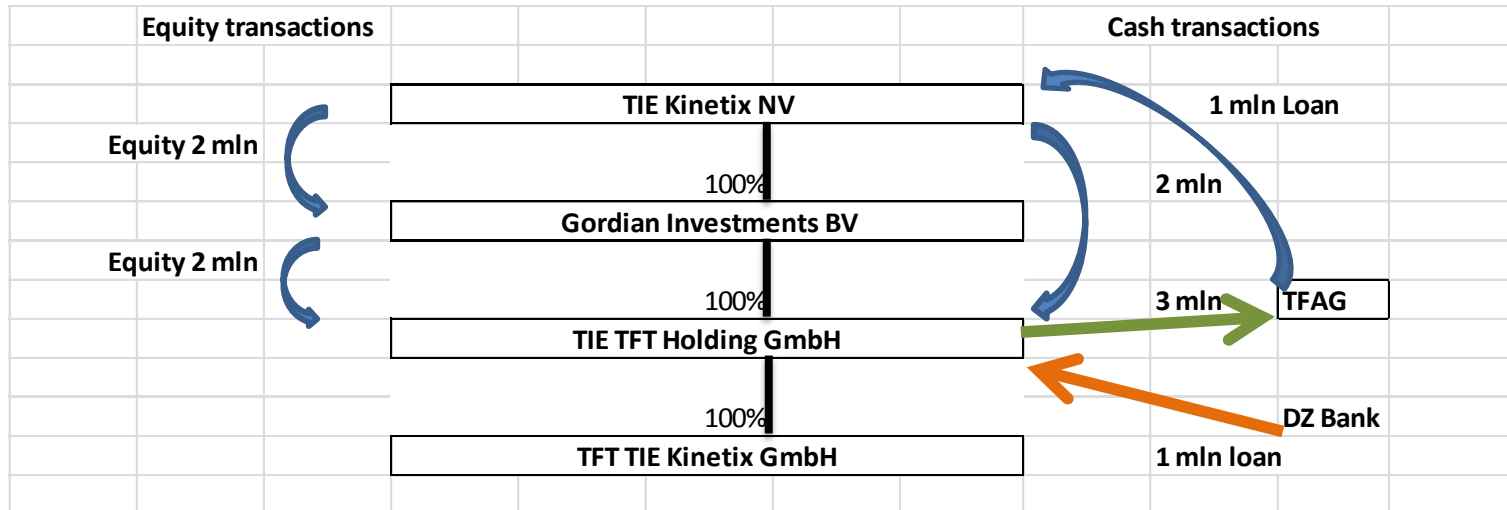 Equity transactions
Cash transactions
TIE Kinetix NV
1 mln Loan
Equity 2 mln
100%
2 mln
Gordian Investments BV
Equity 2 mln
100%
3 mln
TFAG
TIE TFT Holding GmbH
100%
DZ Bank
TFT TIE Kinetix GmbH
1 mln loan